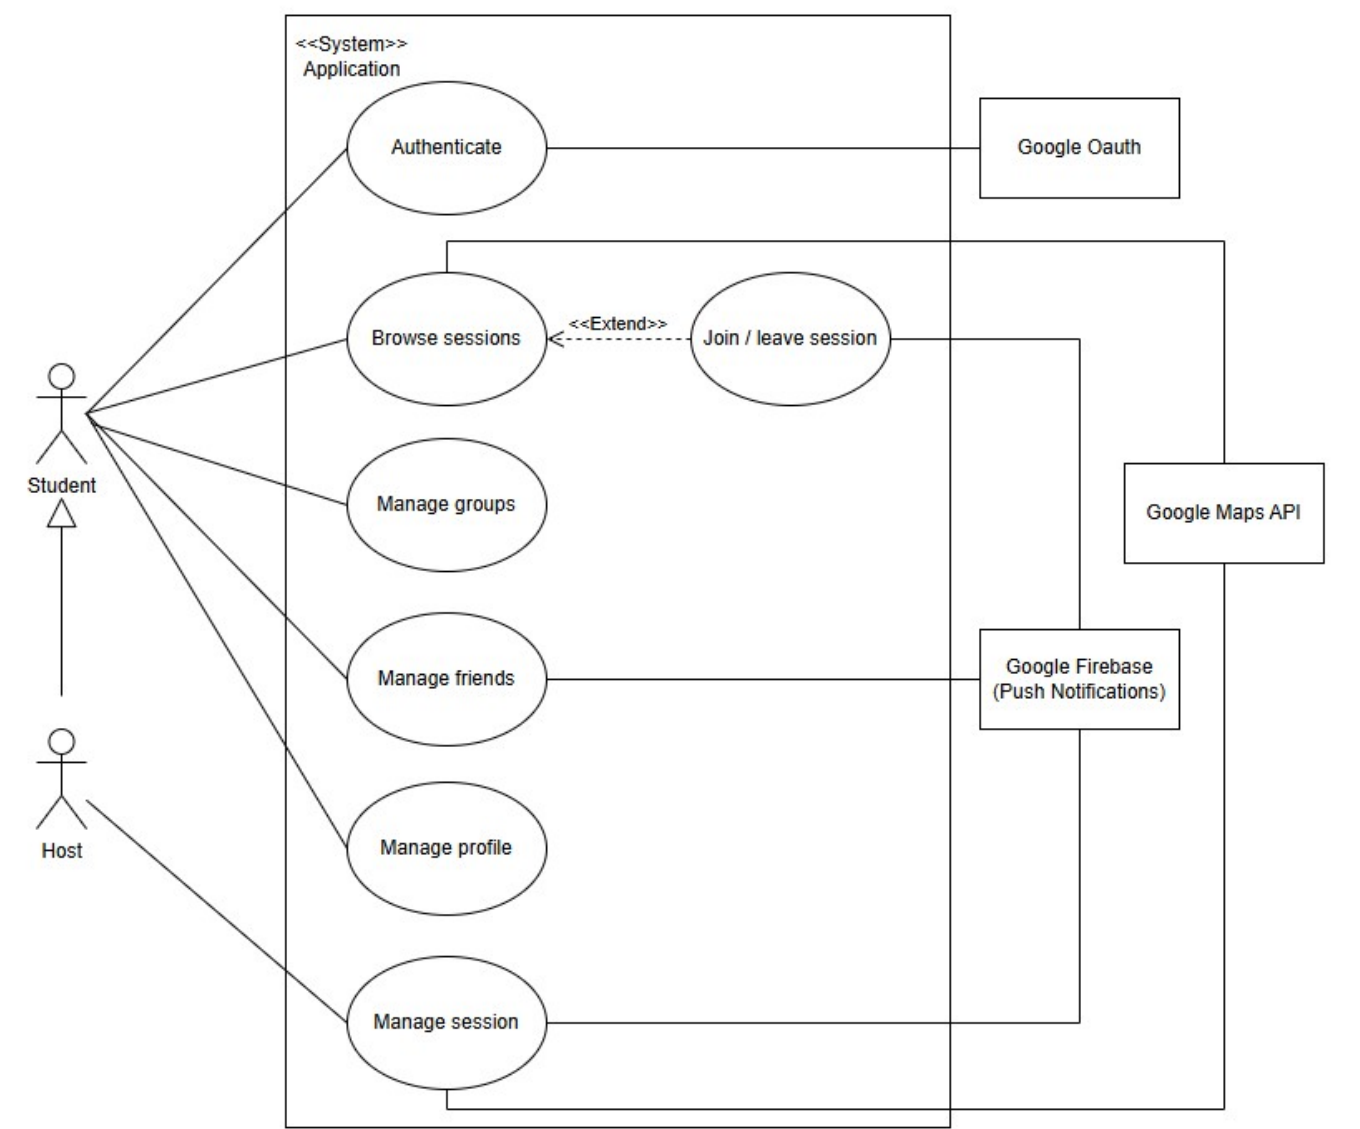 <<System>>
Application
Authenticate
Google Oauth
<<Extend>>
Browse sessions
Join / leave session
Student
Manage groups
Google Maps API
Manage friends
Google Firebase
(Push Notifications)
Host
Manage profile
Manage session